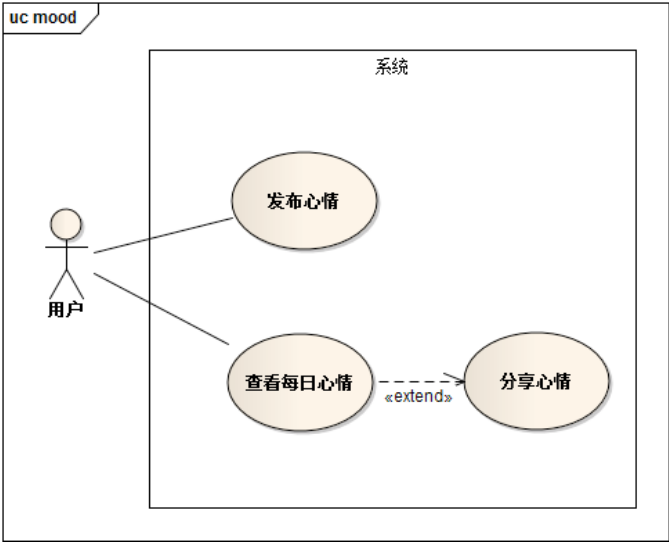 uc mood
系统
发布心情
用户
查看每日心情
«extend»
分享心情